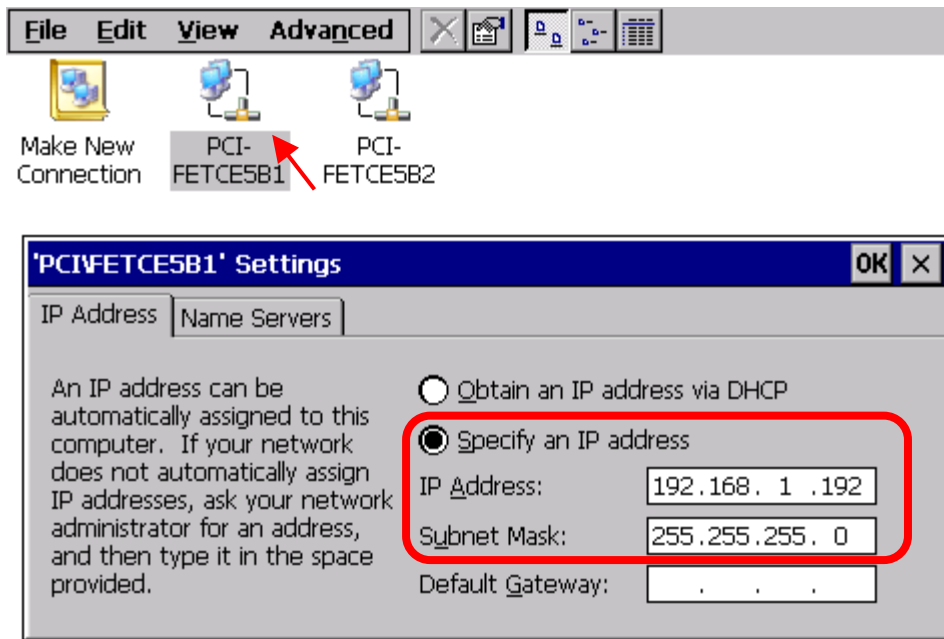 File Edit View Advanced
Make New
Connection
PCI-
FETCE5B1
PCI-
FETCE5B2
'PCI\FETCE5B1' Settings OK ×
IP Address Name Servers
An IP address can be
automatically assigned to this
computer. If your network
does not automatically assign
IP addresses, ask your network
administrator for an address,
and then type it in the space
provided.
Obtain an IP address via DHCP
Specify an IP address
IP Address: 192.168. 1 .192
Subnet Mask: 255.255.255. 0
Default Gateway: . . .